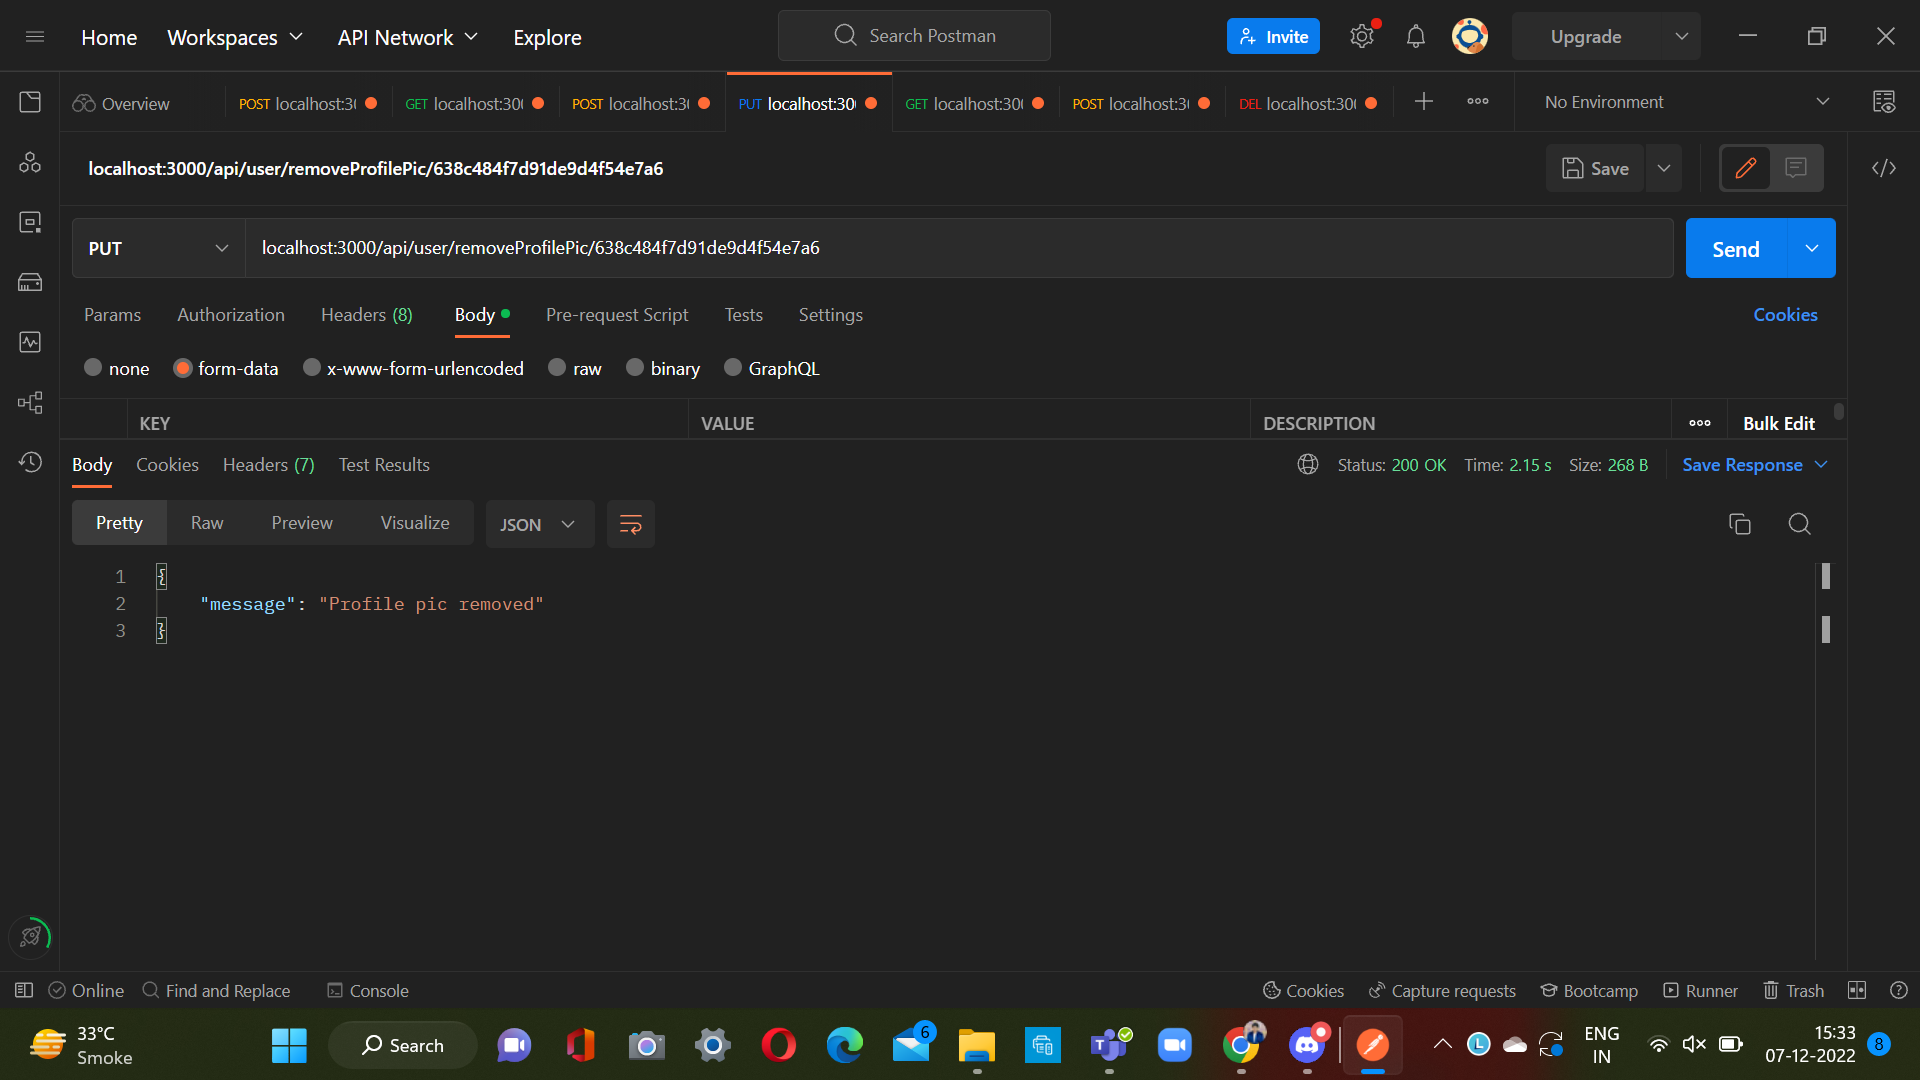 Home Workspaces API Network Explore Search Postman Invite Upgrade
Overview POST localhost:30 GET localhost:300 POST localhost:3 PUT localhost:30 GET localhost:300 POST localhost:3 DEL localhost:300 No Environment
localhost:3000/api/user/removeProfilePic/638c484f7d91de9d4f54e7a6 Save
PUT localhost:3000/api/user/removeProfilePic/638c484f7d91de9d4f54e7a6 Send
Params Authorization Headers (8) Body Pre-request Script Tests Settings Cookies
none form-data x-www-form-urlencoded raw binary GraphQL
KEY VALUE DESCRIPTION Bulk Edit
Body Cookies Headers (7) Test Results Status: 200 OK Time: 2.15 s Size: 268 B Save Response
Pretty Raw Preview Visualize JSON
1 {
2 "message": "Profile pic removed"
3 }
Online Find and Replace Console Cookies Capture requests Bootcamp Runner Trash
33°C
Smoke
Search
6
L
ENG
IN
15:33
07-12-2022
8